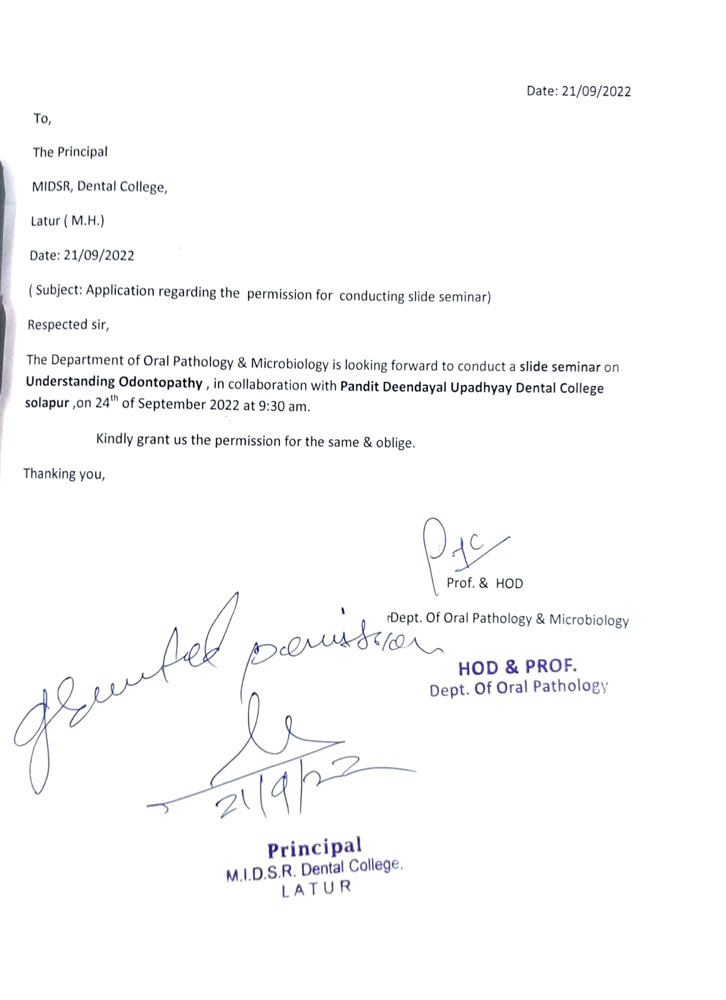 Date: 21/09/2022
To,
The Principal
MIDSR, Dental College,
Latur ( M.H.)
Date: 21/09/2022
( Subject: Application regarding the permission for conducting slide seminar)
Respected sir,
The Department of Oral Pathology & Microbiology is looking forward to conduct a slide seminar on
Understanding Odontopathy , in collaboration with Pandit Deendayal Upadhyay Dental College
solapur ,on 24th of September 2022 at 9:30 am.
Kindly grant us the permission for the same & oblige.
Thanking you,
Prof. & HOD
Dept. Of Oral Pathology & Microbiology
granted permission
HOD & PROF.
Dept. Of Oral Pathology
21/9/22
Principal
M.I.D.S.R. Dental College.
LATUR